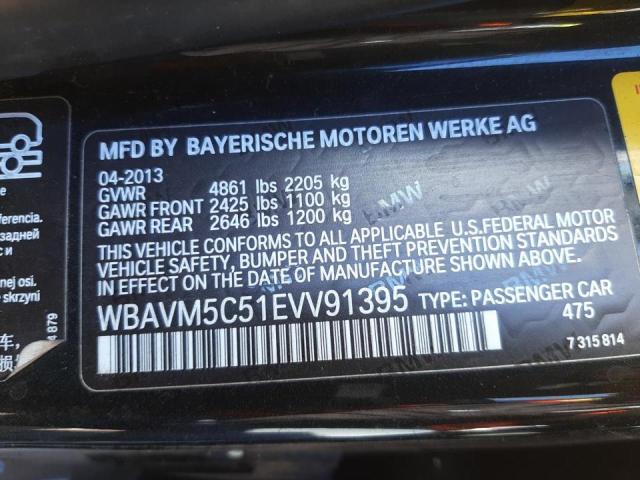 MFD BY BAYERISCHE MOTOREN WERKE AG
04-2013
GVWR 4861 lbs 2205 kg
GAWR FRONT 2425 lbs 1100 kg
GAWR REAR 2646 lbs 1200 kg
THIS VEHICLE CONFORMS TO ALL APPLICABLE U.S.FEDERAL MOTOR
VEHICLE SAFETY, BUMPER AND THEFT PREVENTION STANDARDS
IN EFFECT ON THE DATE OF MANUFACTURE SHOWN ABOVE.
WBAVM5C51EVV91395 TYPE: PASSENGER CAR
475
7 315 814
ferencia.
задней
с и
nej osi.
skrzyni
4 879
BMW
BMW
BMW